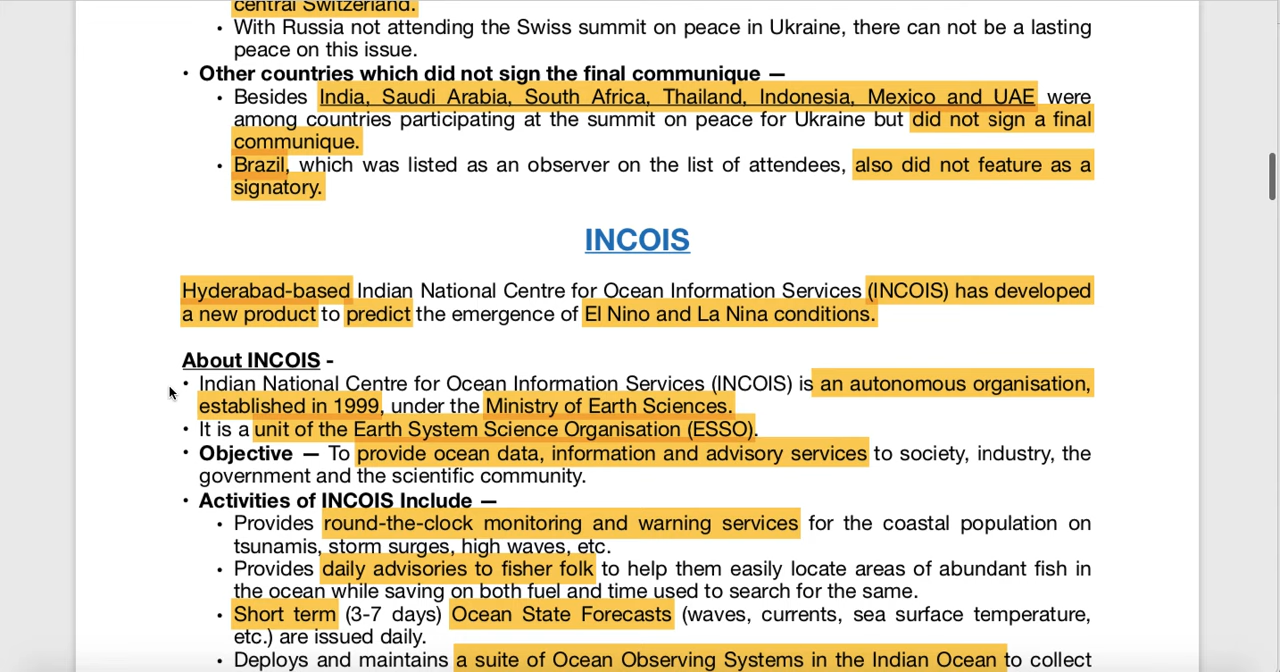 central Switzerland.
• With Russia not attending the Swiss summit on peace in Ukraine, there can not be a lasting
peace on this issue.
• Other countries which did not sign the final communique —
• Besides India, Saudi Arabia, South Africa, Thailand, Indonesia, Mexico and UAE were
among countries participating at the summit on peace for Ukraine but did not sign a final
communique.
• Brazil, which was listed as an observer on the list of attendees, also did not feature as a
signatory.
INCOIS
Hyderabad-based Indian National Centre for Ocean Information Services (INCOIS) has developed
a new product to predict the emergence of El Nino and La Nina conditions.
About INCOIS -
• Indian National Centre for Ocean Information Services (INCOIS) is an autonomous organisation,
established in 1999, under the Ministry of Earth Sciences.
• It is a unit of the Earth System Science Organisation (ESSO).
• Objective — To provide ocean data, information and advisory services to society, industry, the
government and the scientific community.
• Activities of INCOIS Include —
• Provides round-the-clock monitoring and warning services for the coastal population on
tsunamis, storm surges, high waves, etc.
• Provides daily advisories to fisher folk to help them easily locate areas of abundant fish in
the ocean while saving on both fuel and time used to search for the same.
• Short term (3-7 days) Ocean State Forecasts (waves, currents, sea surface temperature,
etc.) are issued daily.
• Deploys and maintains a suite of Ocean Observing Systems in the Indian Ocean to collect